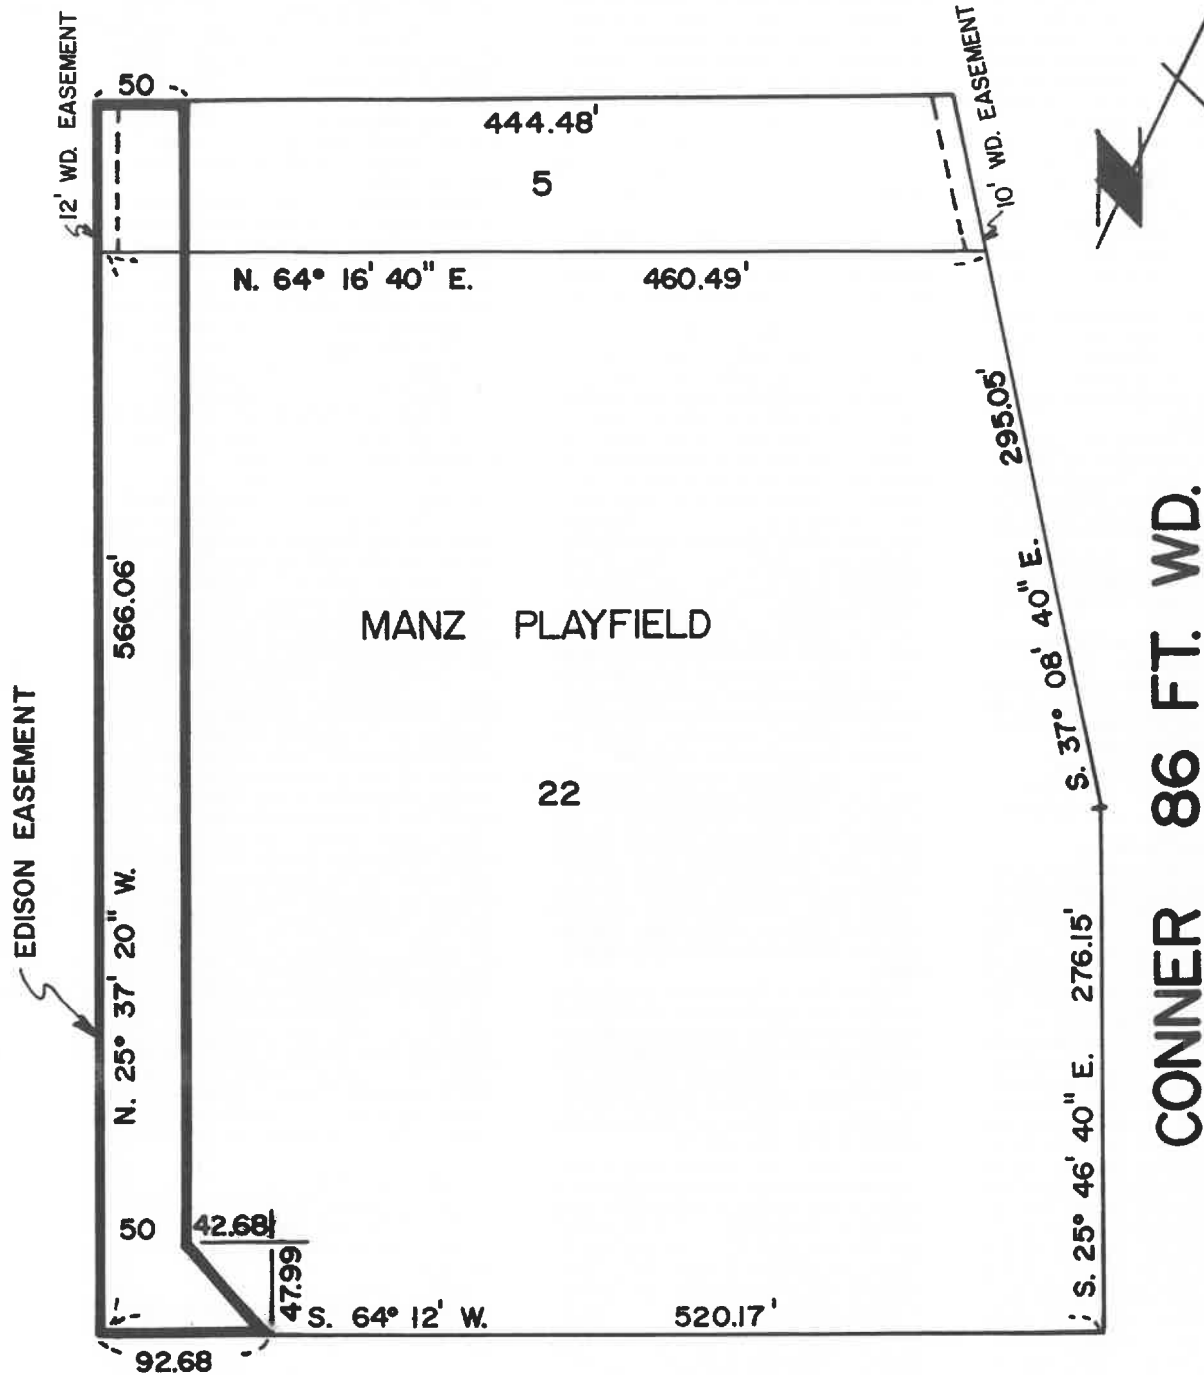 12' WD. EASEMENT
50
444.48'
10' WD. EASEMENT
5
N. 64° 16' 40" E. 460.49'
295.05'
S. 37° 08' 40" E.
566.06'
N. 25° 37' 20" W.
EDISON EASEMENT
MANZ PLAYFIELD
22
CONNER 86 FT. WD.
276.15'
S. 25° 46' 40" E.
50
42.68
47.99
S. 64° 12' W. 520.17'
92.68